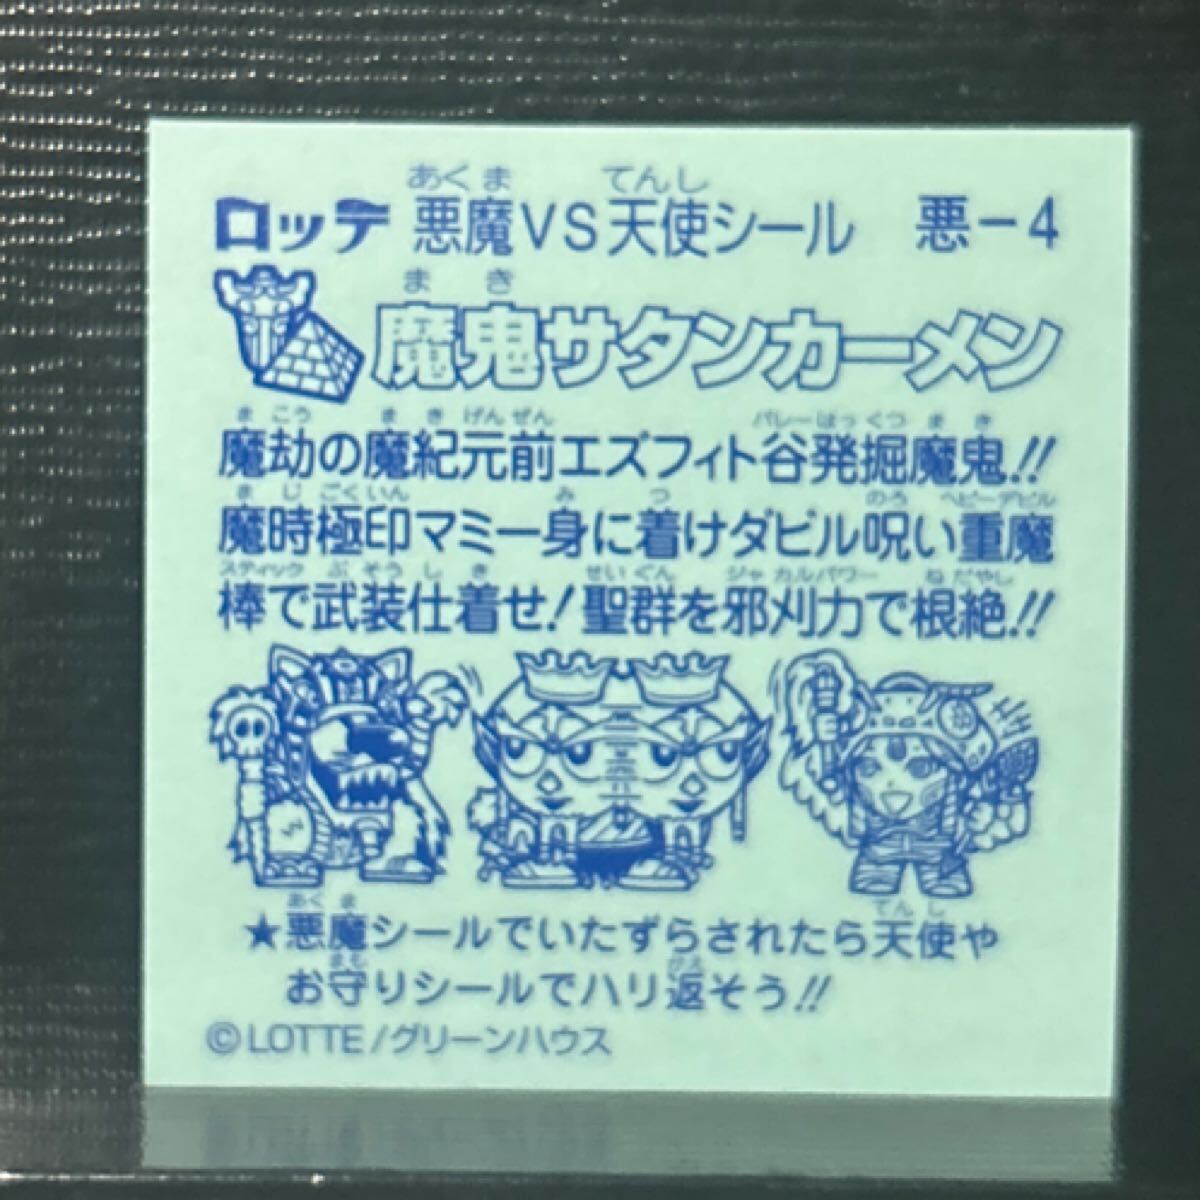 あくま てんし
ロッテ 悪魔VS天使シール 悪-4
まき
魔鬼サタンカーメン
まこう まきげんぜん バレーはっくつまき
魔劫の魔紀元前エズフィト谷発掘魔鬼!!
まじごくいん みつ のろ ヘビーデビル
魔時極印マミー身に着けダビル呪い重魔
スティック ぶそうしき せいぐん ジャカルパワー ねだやし
棒で武装仕着せ!聖群を邪刈力で根絶!!
あくま てんし
★悪魔シールでいたずらされたら天使や
まも かえ
お守りシールでハリ返そう!!
©LOTTE/グリーンハウス